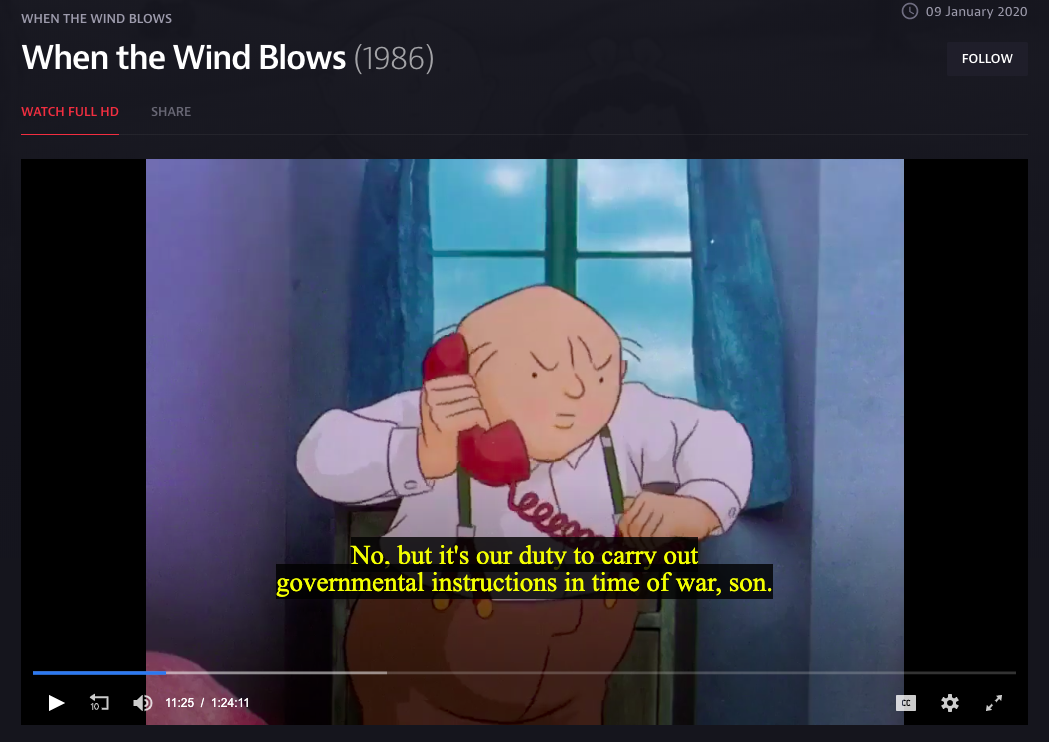 WHEN THE WIND BLOWS
09 January 2020
When the Wind Blows (1986)
FOLLOW
WATCH FULL HD
SHARE
No, but it's our duty to carry out
governmental instructions in time of war, son.
10
11:25 / 1:24:11
CC